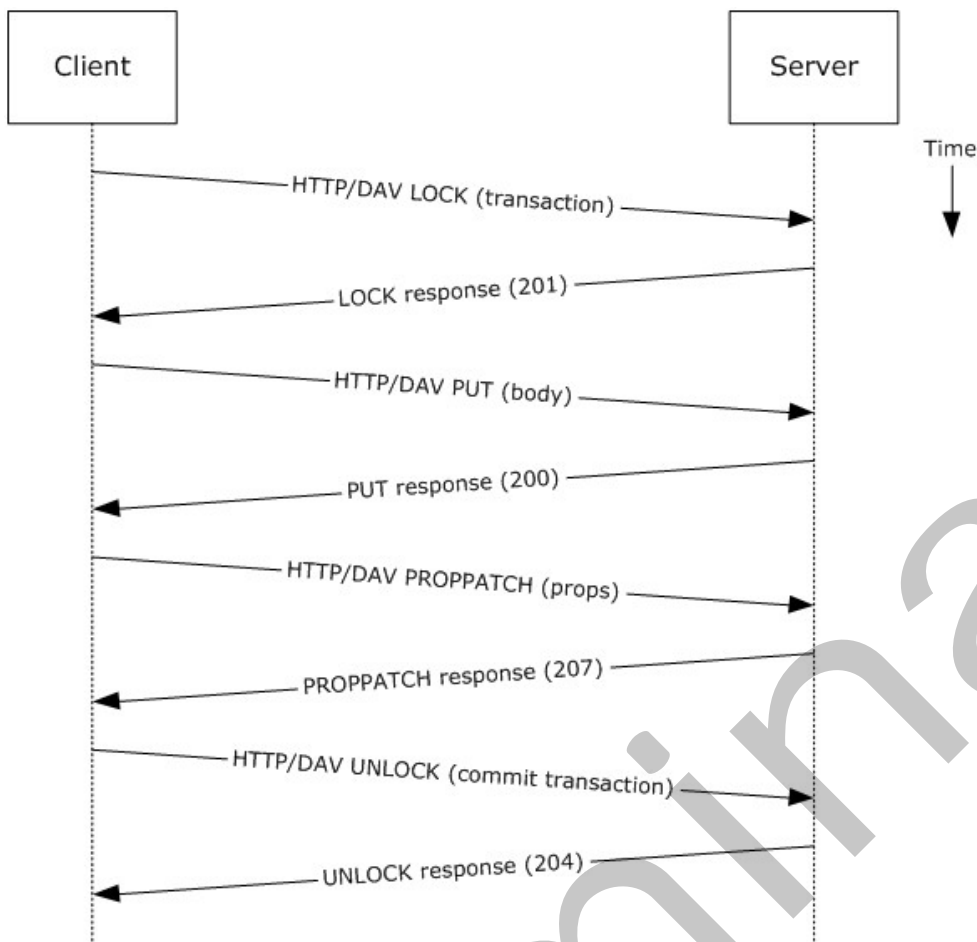 Client
Server
Time
HTTP/DAV LOCK (transaction)
LOCK response (201)
HTTP/DAV PUT (body)
PUT response (200)
HTTP/DAV PROPPATCH (props)
PROPPATCH response (207)
HTTP/DAV UNLOCK (commit transaction)
UNLOCK response (204)
mina